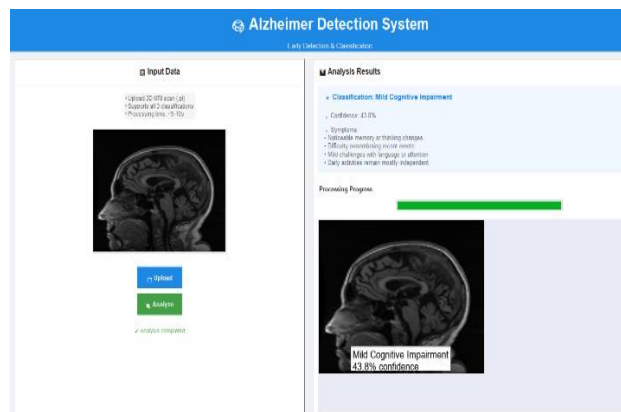 Alzheimer Detection System
Early Detection & Classification
Input Data
• Upload 3D MRI scan (.pt)
• Supports all 3 classifications
• Processing time: ~5-10s
Upload
Analyze
✓ Analysis completed
Analysis Results
Classification: Mild Cognitive Impairment
Confidence: 43.8%
Symptoms
• Noticeable memory or thinking changes
• Difficulty remembering recent events
• Mild challenges with language or attention
• Daily activities remain mostly independent
Processing Progress
Mild Cognitive Impairment
43.8% confidence